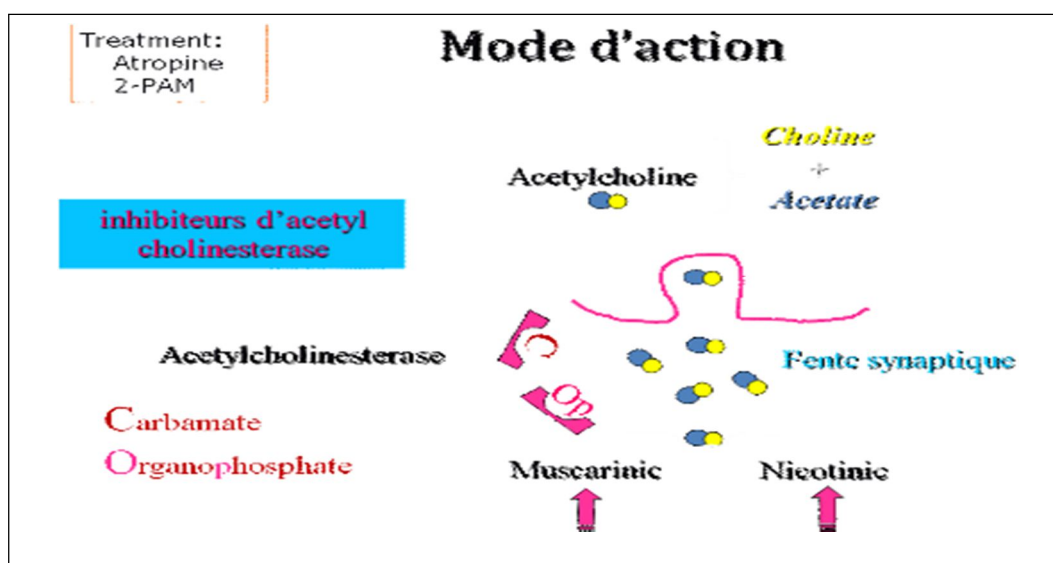 Treatment:
Atropine
2-PAM
Mode d'action
Choline
+
Acetate
Acetylcholine
inhibiteurs d'acetyl
cholinesterase
Acetylcholinesterase
C
Fente synaptique
Op
Carbamate
Organophosphate
Muscarinic
Nicotinic